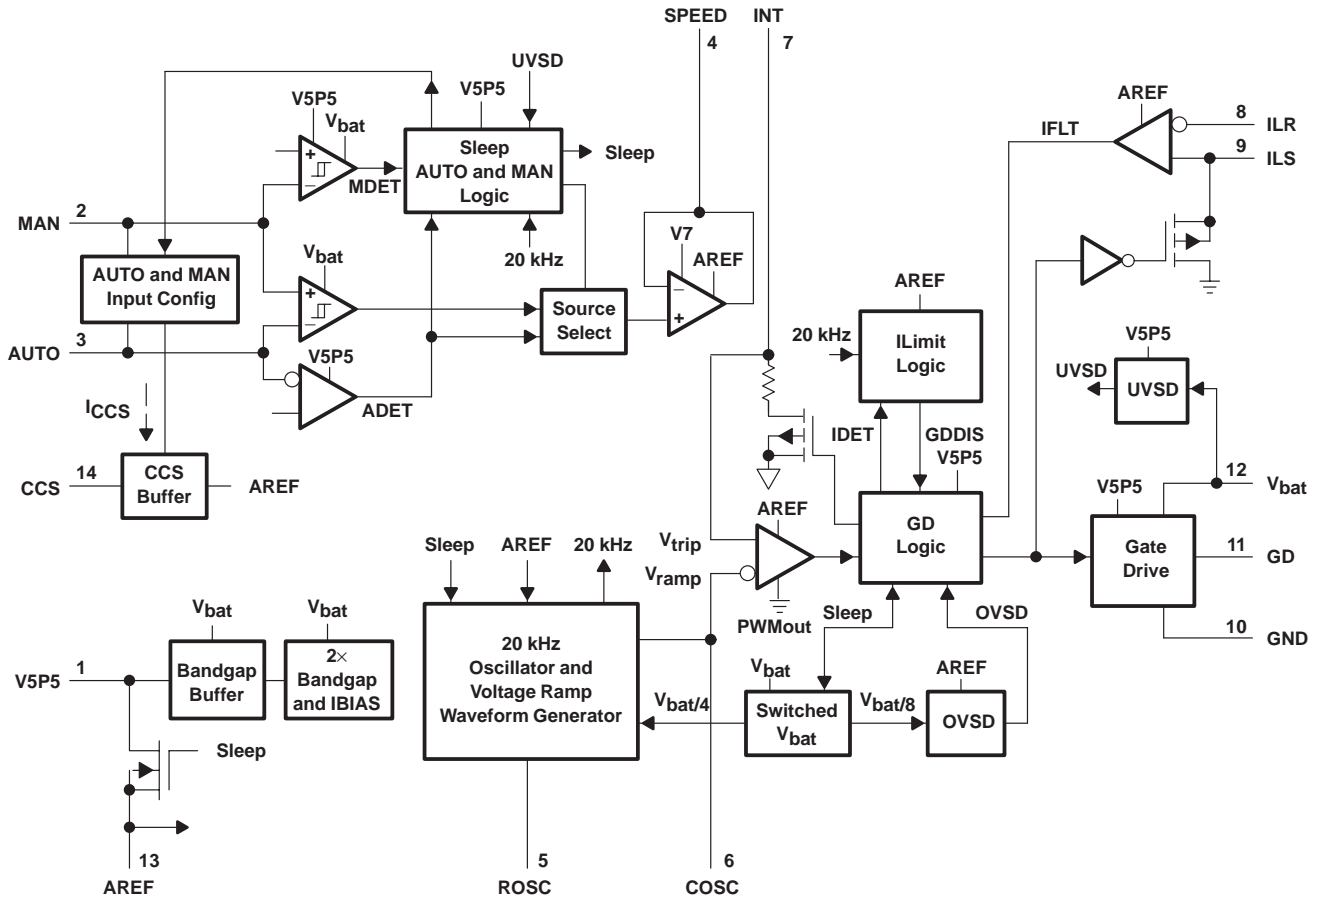 SPEED
INT
4
7
UVSD
V5P5
V5P5
Vbat
AREF
8
ILR
IFLT
9
ILS
+
−
MDET
Sleep
AUTO and MAN
Logic
Sleep
MAN
2
V7
AREF
Vbat
20 kHz
AUTO and MAN
Input Config
+
−
Source
Select
−
+
AREF
3
AUTO
V5P5
20 kHz
ILimit
Logic
V5P5
UVSD
UVSD
ICCS
ADET
IDET
GDDIS
V5P5
14
CCS
CCS
Buffer
AREF
12
Vbat
V5P5
AREF
GD
Logic
Vtrip
Vramp
Sleep
AREF
20 kHz
Gate
Drive
11
GD
PWMout
Sleep
OVSD
10
GND
Vbat
Vbat
1
V5P5
Bandgap
Buffer
2×
Bandgap
and IBIAS
20 kHz
Oscillator and
Voltage Ramp
Waveform Generator
Vbat
AREF
Vbat/4
Switched
Vbat
Vbat/8
OVSD
Sleep
13
AREF
5
ROSC
6
COSC